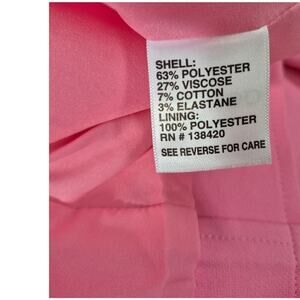 SHELL:
63% POLYESTER
27% VISCOSE
7% COTTON
3% ELASTANE
LINING:
100% POLYESTER
RN # 138420
SEE REVERSE FOR CARE